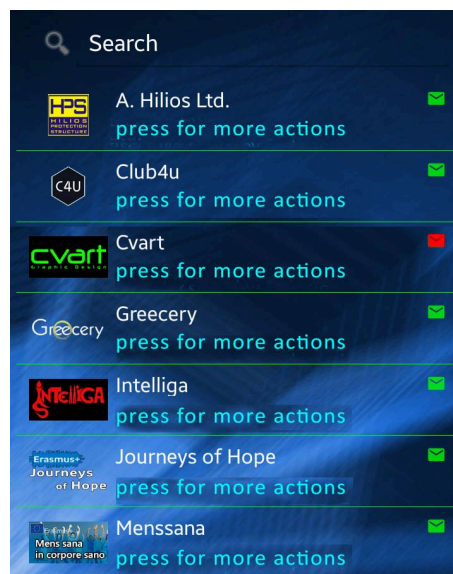 Search
HPS
HILIOS
PROTECTION
STRUCTURE
A. Hilios Ltd.
press for more actions
C4U
Club4u
press for more actions
cvart
Graphic Design
Cvart
press for more actions
Greecery
Greecery
press for more actions
INTELLIGA
Intelliga
press for more actions
Erasmus+
Journeys
of Hope
Journeys of Hope
press for more actions
Mens sana
in corpore sano
Menssana
press for more actions